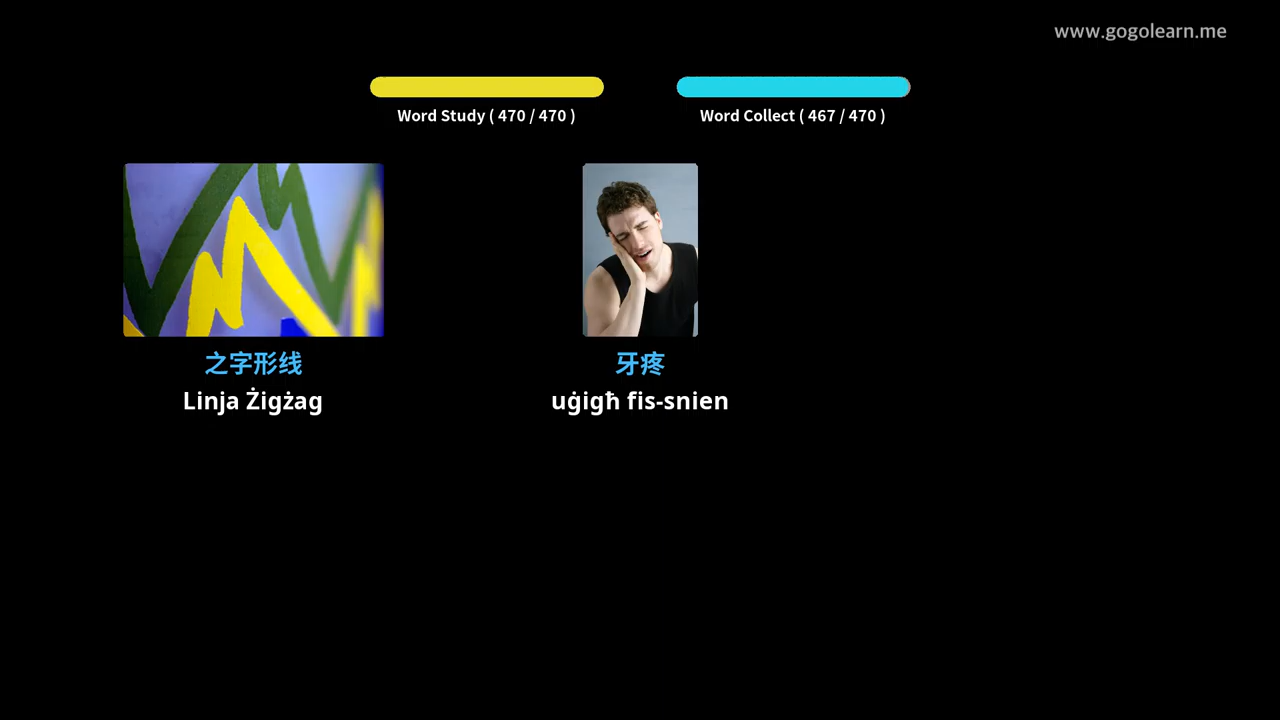 www.gogolearn.me
Word Study ( 470 / 470 )
Word Collect ( 467 / 470 )
之字形线
Linja Żigżag
牙疼
uġigħ fis-snien